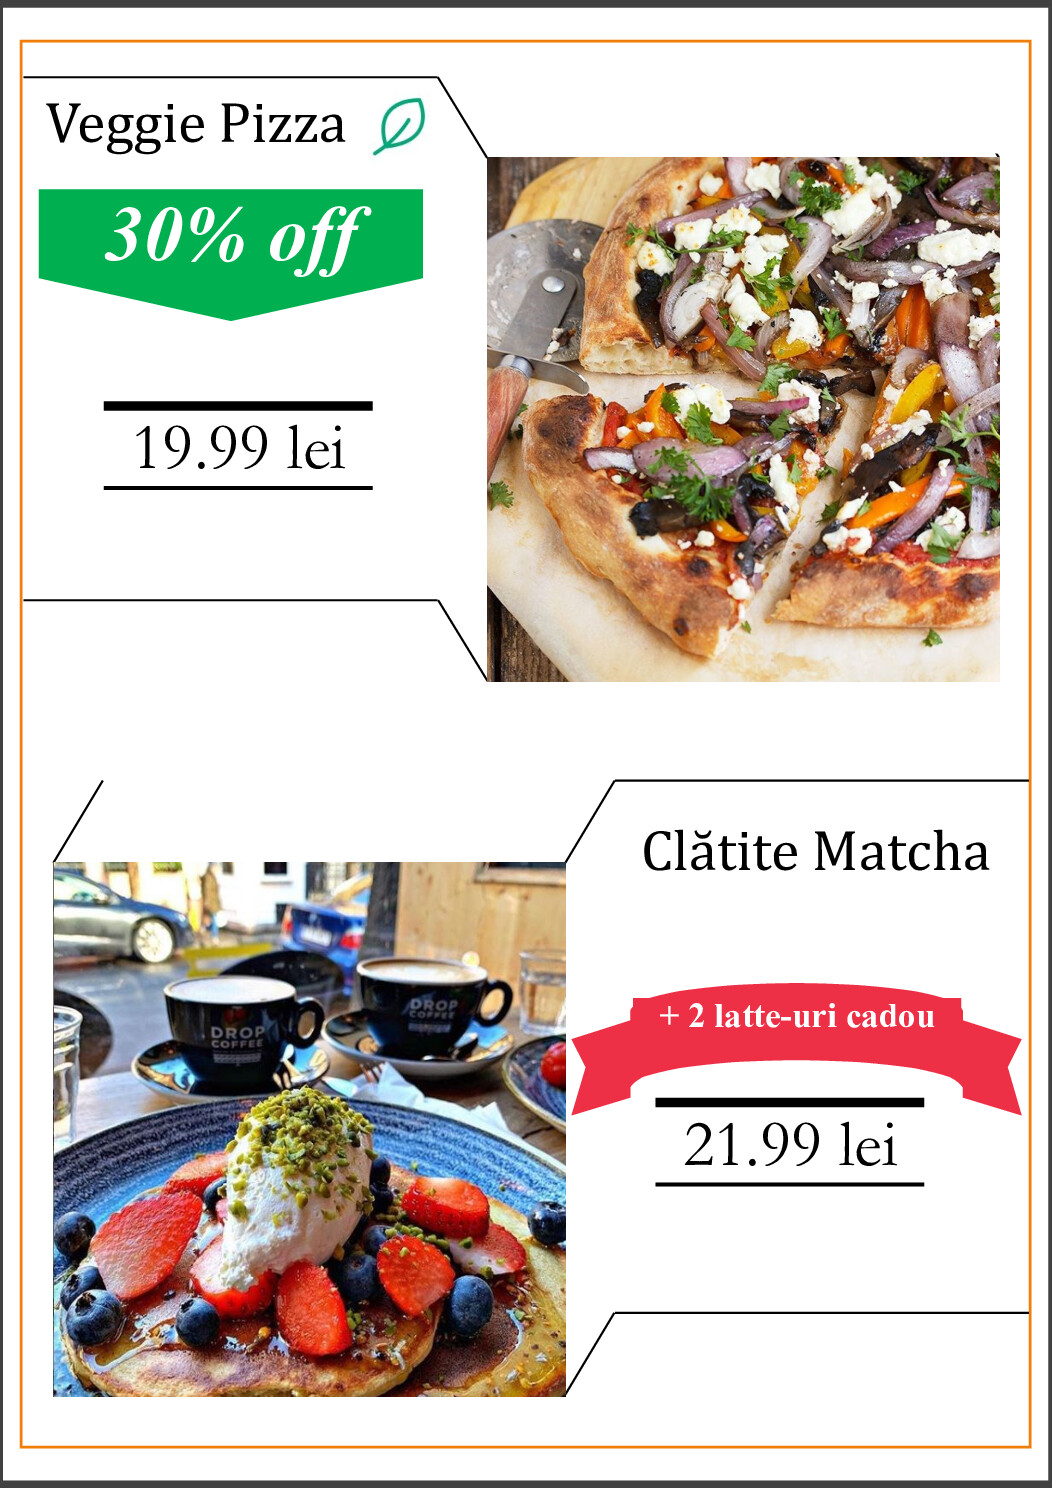 Veggie Pizza
30% off
19.99 lei
Clătite Matcha
+ 2 latte-uri cadou
21.99 lei
DROP
COFFEE
DROP
COFFEE